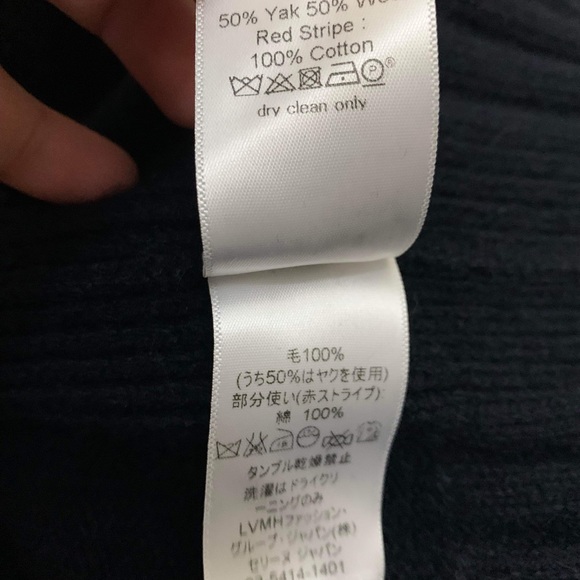 50% Yak 50%
Red Stripe :
100% Cotton
P®
dry clean only
毛100%
(うち50%はヤクを使用)
部分使い(赤ストライプ):
綿 100%
タンブル乾燥禁止
洗濯はドライクリ
ーニングのみ
LVMHファッション・
グループ・ジャパン(株)
セリーヌ ジャパン
03-5414-1401